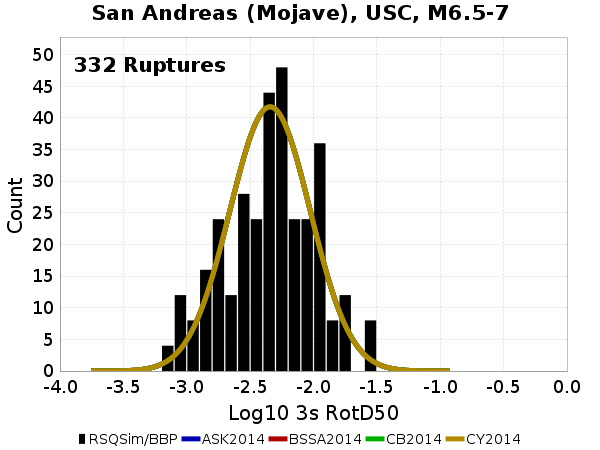 San Andreas (Mojave), USC, M6.5-7
332 Ruptures
50
45
40
35
30
25
20
15
10
5
0
Count
-4.0 -3.5 -3.0 -2.5 -2.0 -1.5 -1.0 -0.5 0.0
Log10 3s RotD50
RSQSim/BBP ASK2014 BSSA2014 CB2014 CY2014